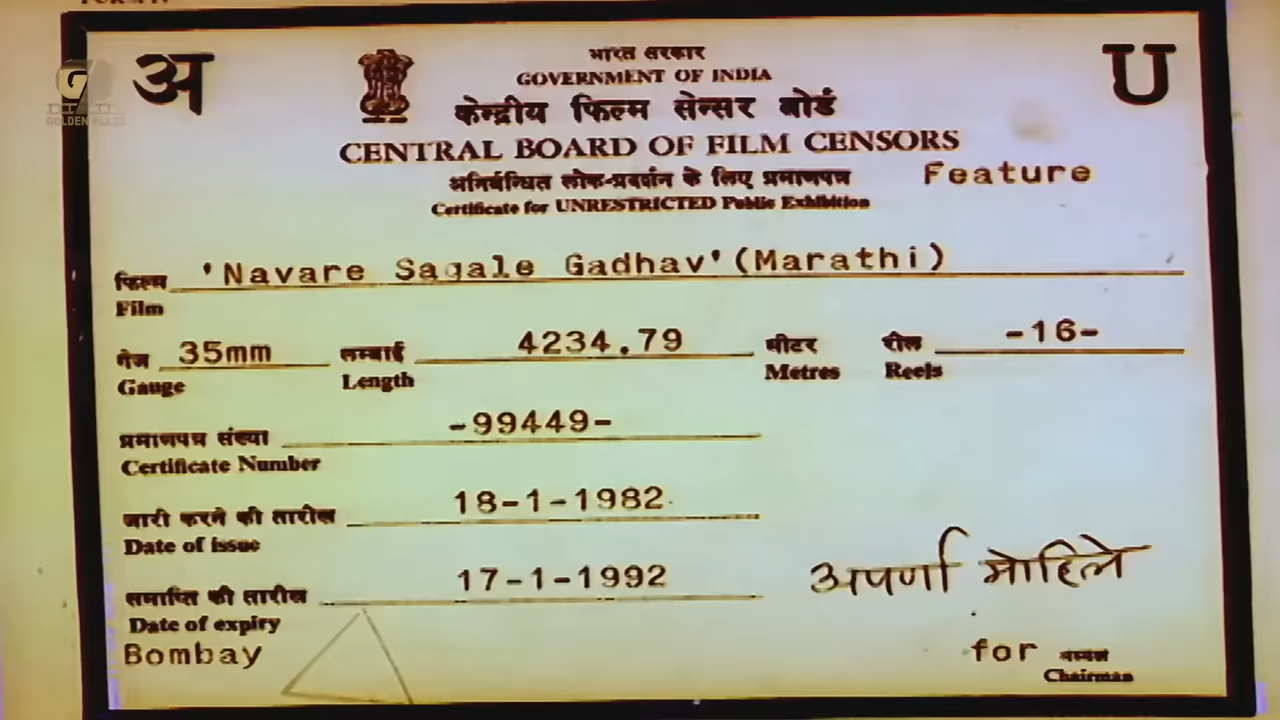 अ
U
भारत सरकार
GOVERNMENT OF INDIA
केन्द्रीय फिल्म सेन्सर बोर्ड
CENTRAL BOARD OF FILM CENSORS
अनिर्बन्धित लोक-प्रदर्शन के लिए प्रमाणपत्र
Feature
Certificate for UNRESTRICTED Public Exhibition
फिल्म 'Navare Sagale Gadhav' (Marathi)
Film
गेज 35mm लम्बाई 4234.79 मीटर रील -16-
Gauge Length Metres Reels
प्रमाणपत्र संख्या -99449-
Certificate Number
जारी करने की तारीख 18-1-1982
Date of issue
समाप्ति की तारीख 17-1-1992
Date of expiry
अपर्णा मोहिले
Bombay
for
Chairman
G
GOLDEN